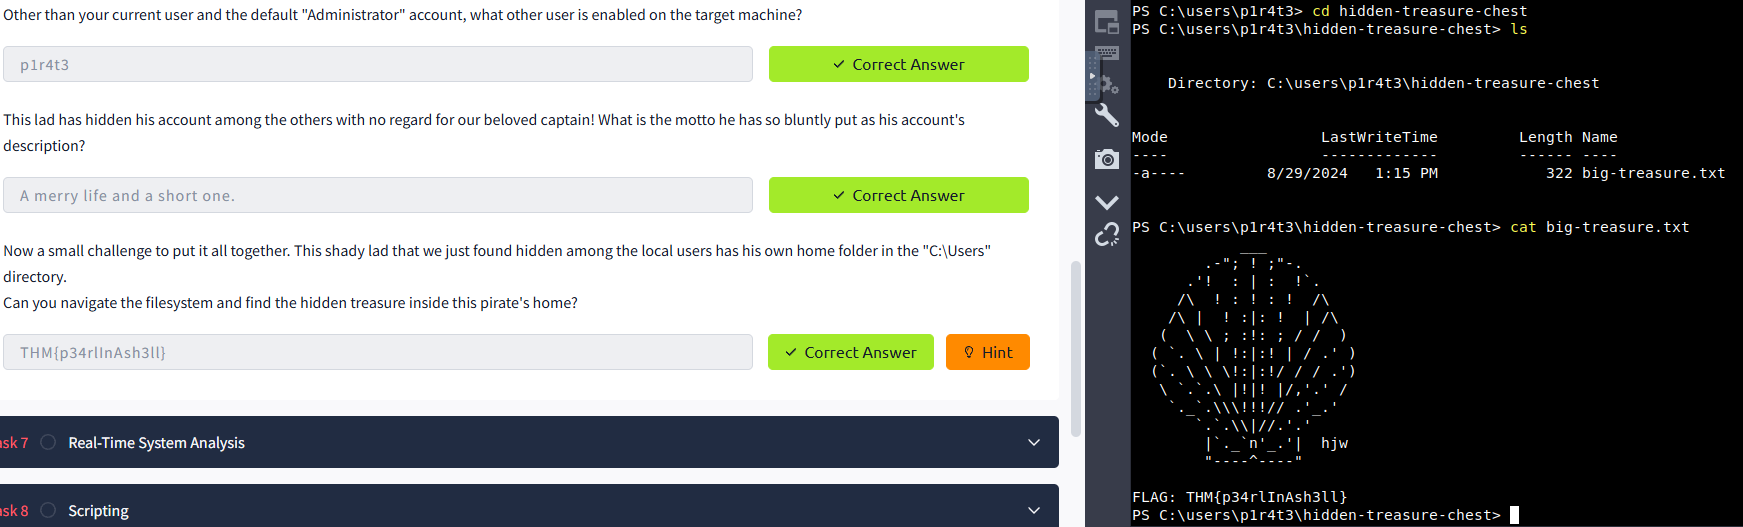 Other than your current user and the default "Administrator" account, what other user is enabled on the target machine?
p1r4t3
✓ Correct Answer
This lad has hidden his account among the others with no regard for our beloved captain! What is the motto he has so bluntly put as his account's
description?
A merry life and a short one.
✓ Correct Answer
Now a small challenge to put it all together. This shady lad that we just found hidden among the local users has his own home folder in the "C:\Users"
directory.
Can you navigate the filesystem and find the hidden treasure inside this pirate's home?
THM{p34rlInAsh3ll}
✓ Correct Answer
Hint
ask 7 Real-Time System Analysis
ask 8 Scripting
PS C:\users\p1r4t3> cd hidden-treasure-chest
PS C:\users\p1r4t3\hidden-treasure-chest> ls
Directory: C:\users\p1r4t3\hidden-treasure-chest
Mode LastWriteTime Length Name
---- ------------- ------ ----
-a---- 8/29/2024 1:15 PM 322 big-treasure.txt
PS C:\users\p1r4t3\hidden-treasure-chest> cat big-treasure.txt
hjw
FLAG: THM{p34rlInAsh3ll}
PS C:\users\p1r4t3\hidden-treasure-chest>